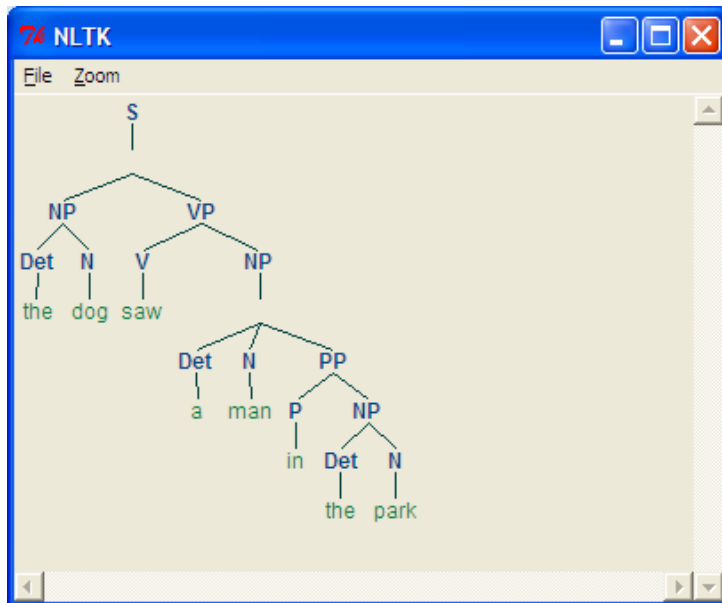 NLTK
File Zoom
S
NP VP
Det N V NP
the dog saw
Det N PP
a man P NP
in Det N
the park